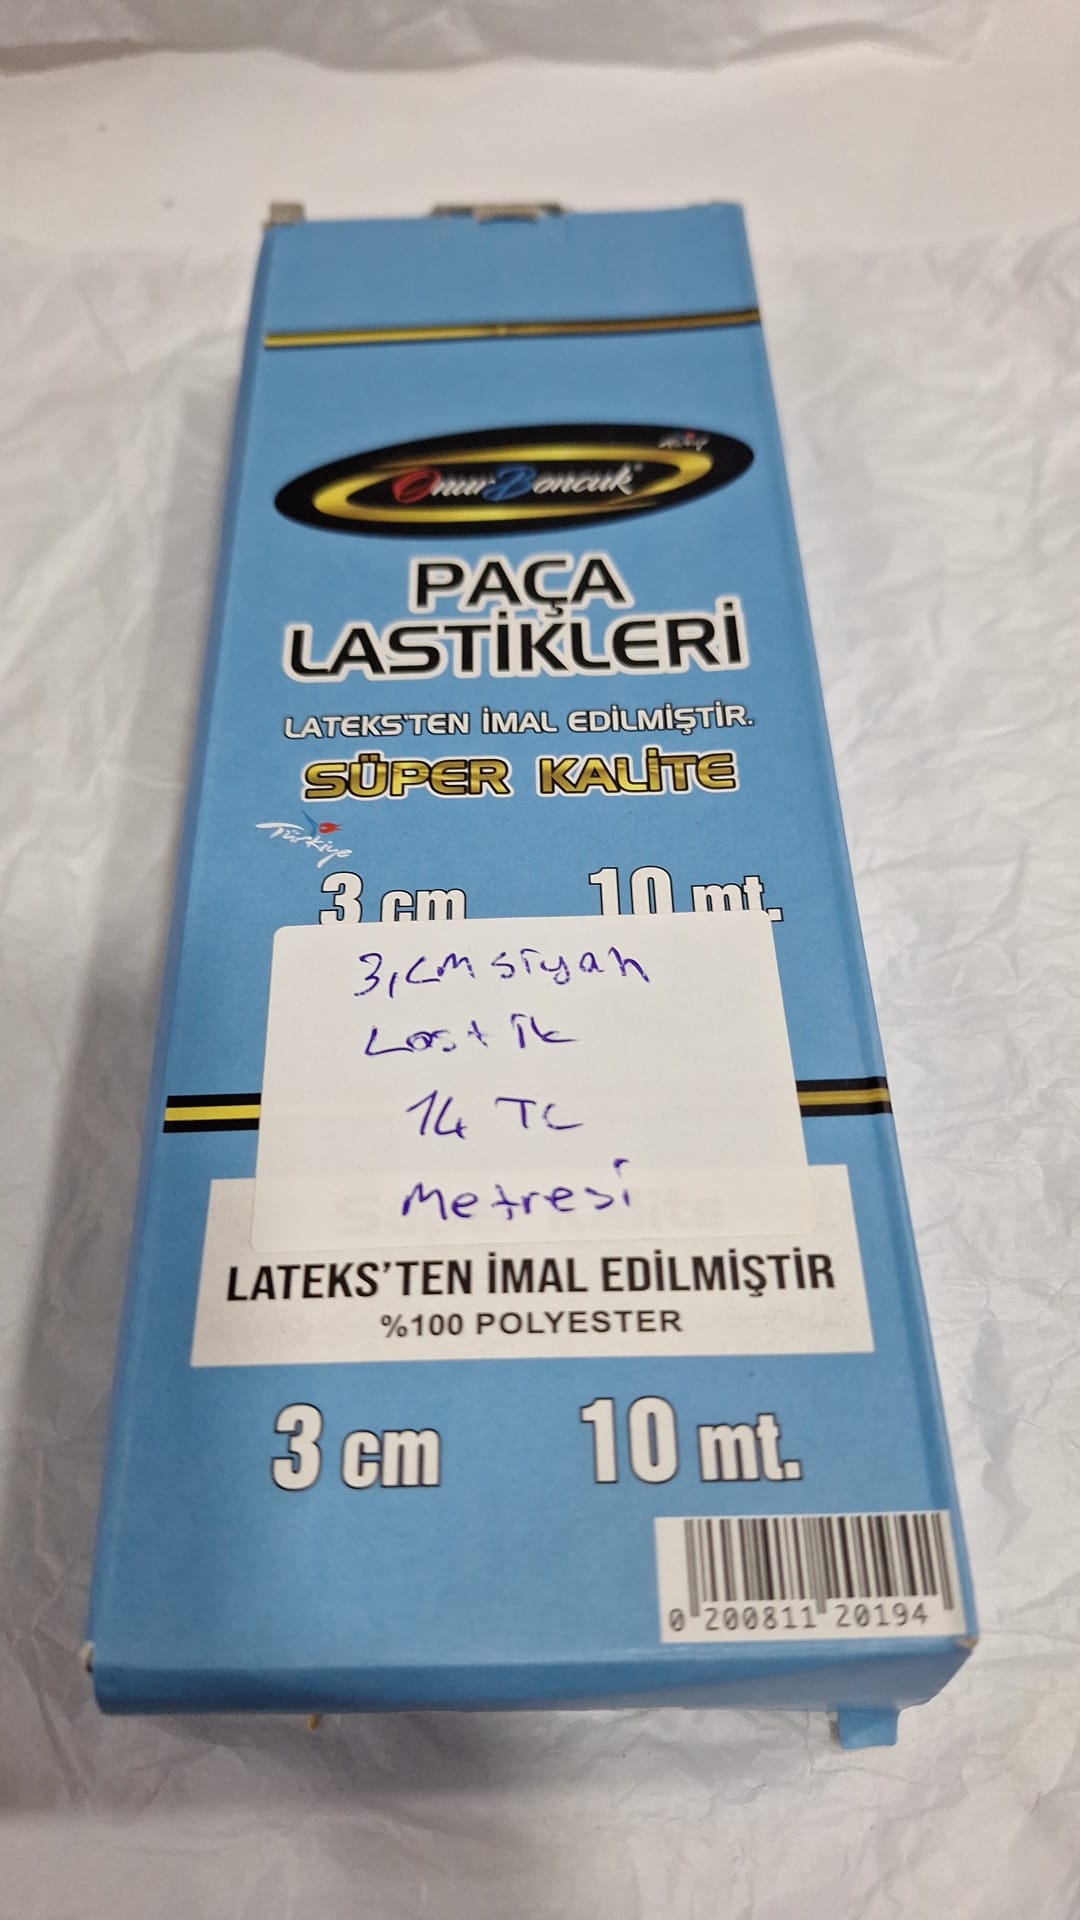 Onur Boncuk
PAÇA
LASTİKLERİ
LATEKS'TEN İMAL EDİLMİŞTİR.
SÜPER KALİTE
Türkiye
3 cm 10 mt.
3,cm siyah
Lastik
14 TL
Metresi
LATEKS'TEN İMAL EDİLMİŞTİR
%100 POLYESTER
3 cm 10 mt.
0 200811 20194